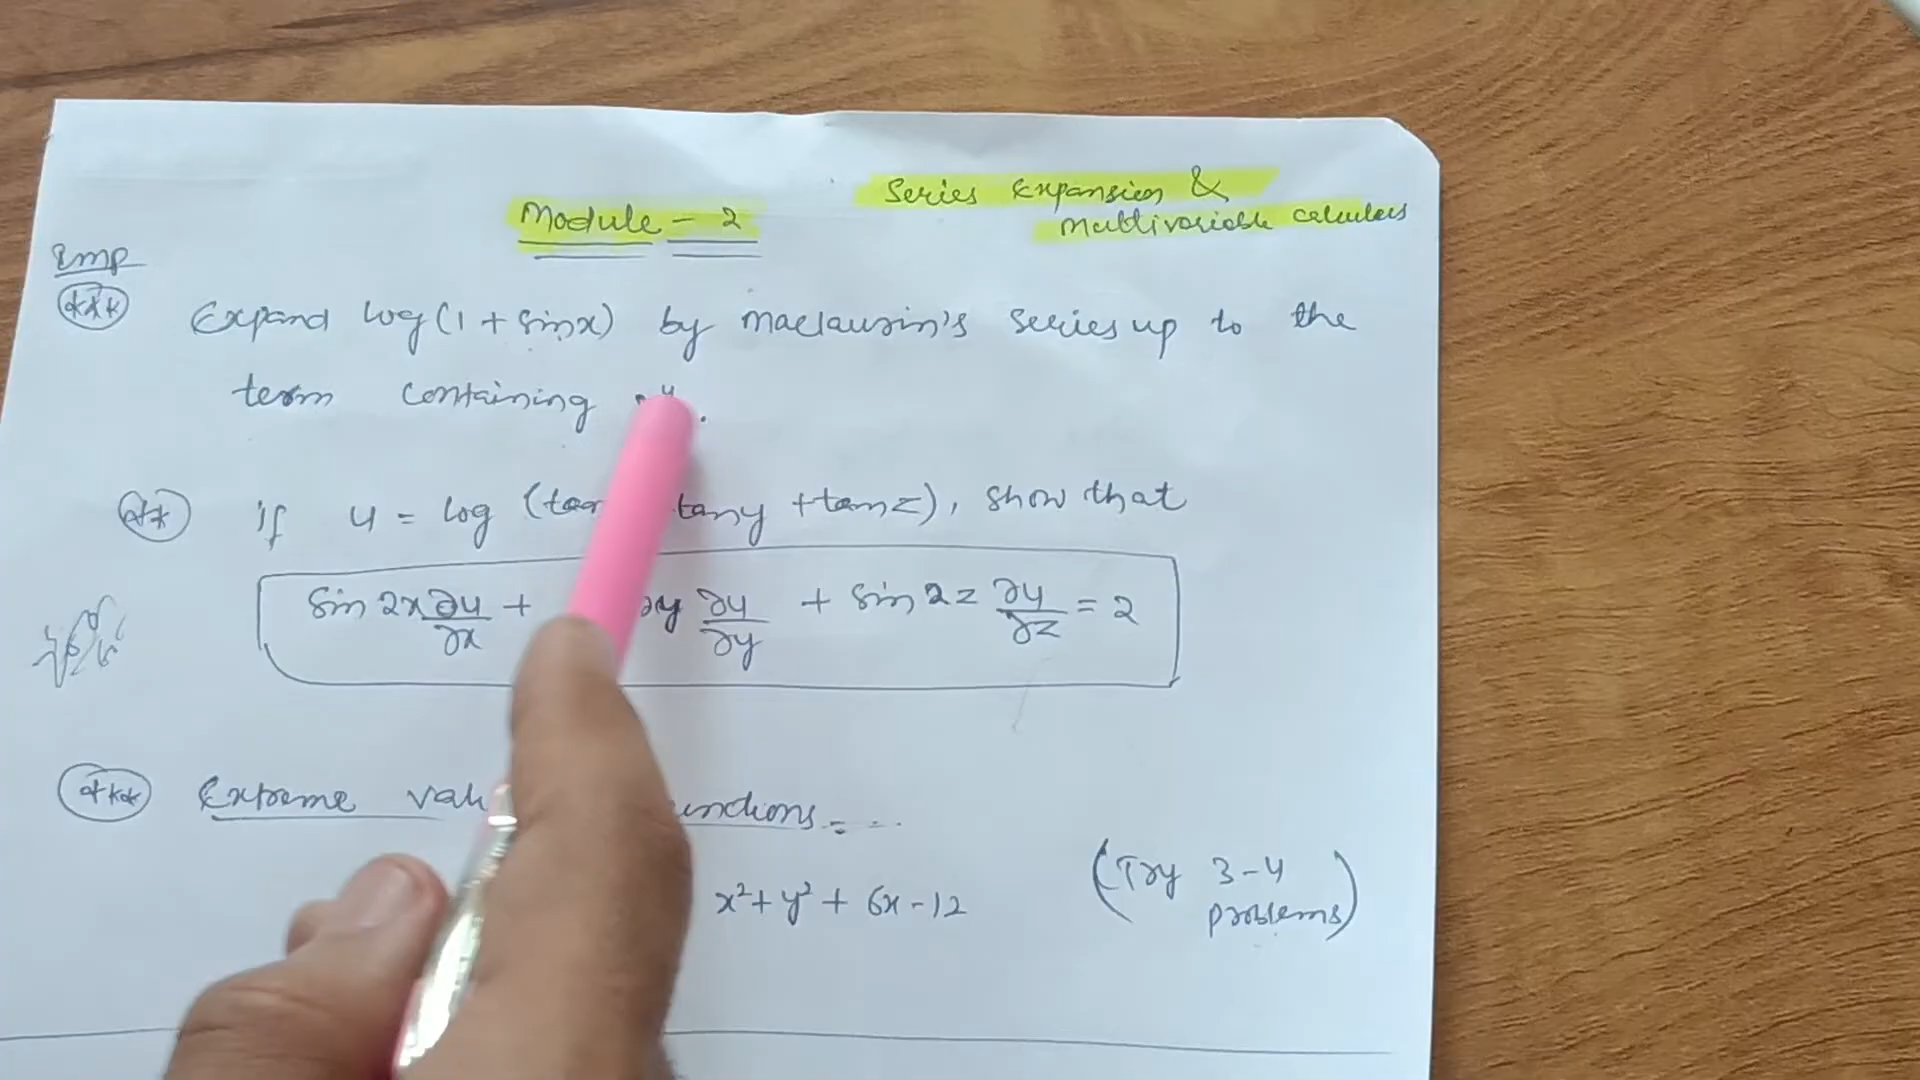 Series Expansion &
Multivariable calculus
Module - 2
Imp
*** Expand log(1 + sinx) by Maclaurin's series up to the
term containing
** if u = log (tan tany + tanz), show that
sin 2x ∂u/∂x + ∂u/∂y + sin 2z ∂u/∂z = 2
*** Extreme
x² + y² + 6x - 12
(Try 3-4
problems)